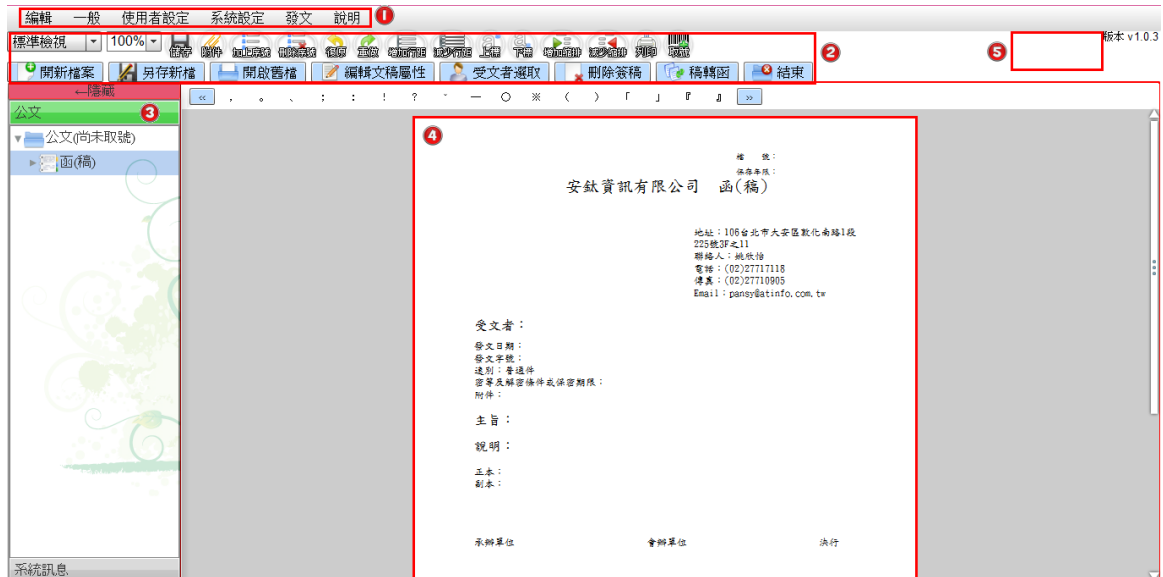 編輯 一般 使用者設定 系統設定 發文 說明 1
標準檢視 100% 儲存 附件 加上序號 刪除序號 復原 重做 增加行距 減少行距 上標 下標 增加縮排 減少縮排 列印 取號 2 5 版本 v1.0.3
開新檔案 另存新檔 開啟舊檔 編輯文稿屬性 受文者選取 刪除簽稿 稿轉函 結束
←隱藏
« , 。 、 ; : ! ? ˇ — ○ ※ ( ) 「 」 『 』 »
公文 3
公文(尚未取號)
函(稿)
4
檔 號:
保存年限:
安鈦資訊有限公司 函(稿)
地址:106台北市大安區敦化南路1段
225號3F之11
聯絡人:姚欣怡
電話:(02)27717118
傳真:(02)27710905
Email:pansy@atinfo.com.tw
受文者:
發文日期:
發文字號:
速別:普通件
密等及解密條件或保密期限:
附件:
主旨:
說明:
正本:
副本:
承辦單位 會辦單位 決行
系統訊息